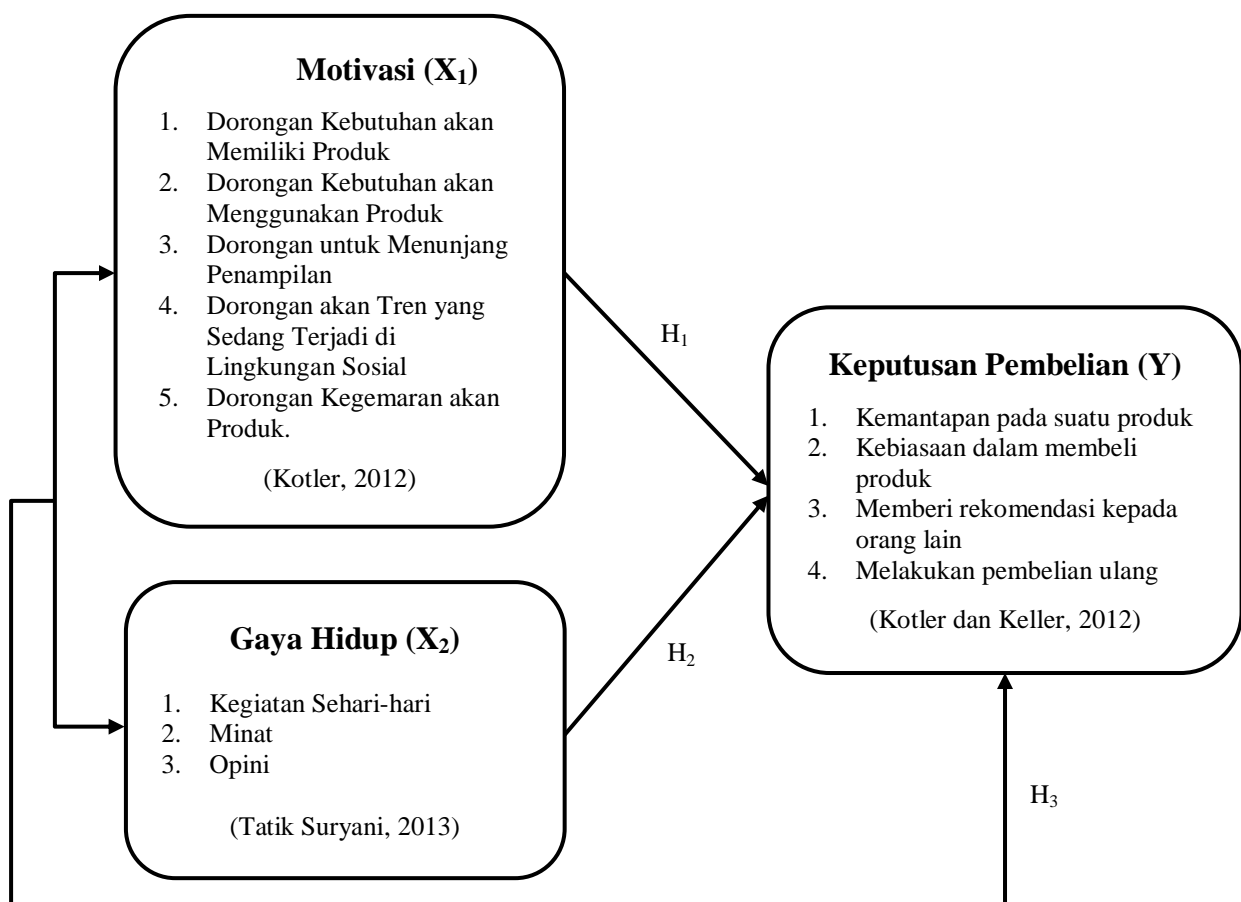 Motivasi (X₁)
1. Dorongan Kebutuhan akan
Memiliki Produk
2. Dorongan Kebutuhan akan
Menggunakan Produk
3. Dorongan untuk Menunjang
Penampilan
4. Dorongan akan Tren yang
Sedang Terjadi di
Lingkungan Sosial
5. Dorongan Kegemaran akan
Produk.
(Kotler, 2012)
H₁
Keputusan Pembelian (Y)
1. Kemantapan pada suatu produk
2. Kebiasaan dalam membeli
produk
3. Memberi rekomendasi kepada
orang lain
4. Melakukan pembelian ulang
(Kotler dan Keller, 2012)
Gaya Hidup (X₂)
1. Kegiatan Sehari-hari
2. Minat
3. Opini
(Tatik Suryani, 2013)
H₂
H₃